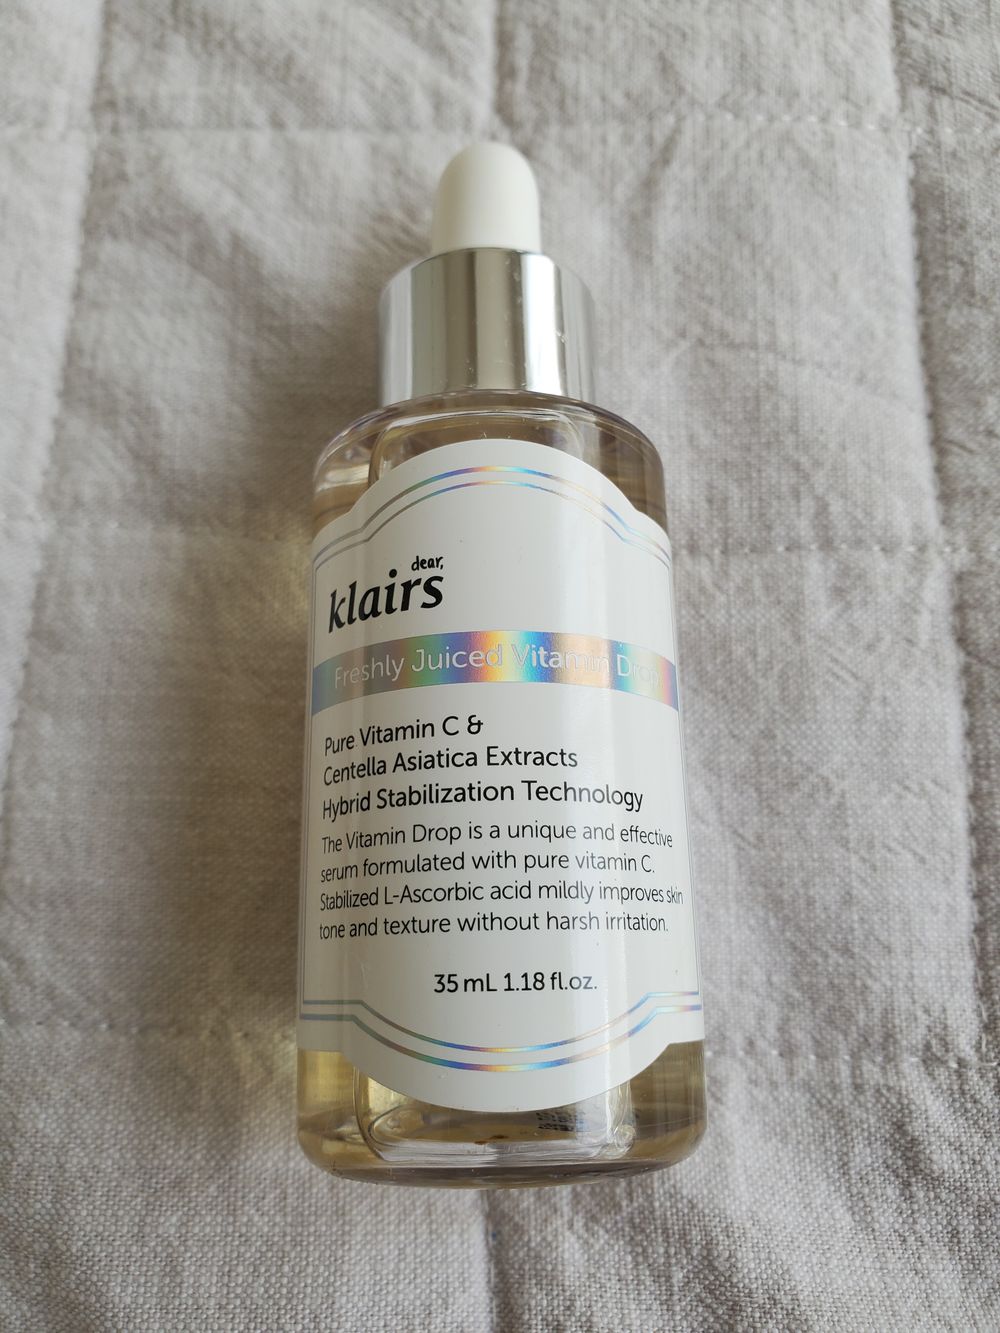 dear,
klairs
Freshly Juiced Vitamin Drop
Pure Vitamin C &
Centella Asiatica Extracts
Hybrid Stabilization Technology
The Vitamin Drop is a unique and effective
serum formulated with pure vitamin C.
Stabilized L-Ascorbic acid mildly improves skin
tone and texture without harsh irritation.
35 mL 1.18 fl.oz.